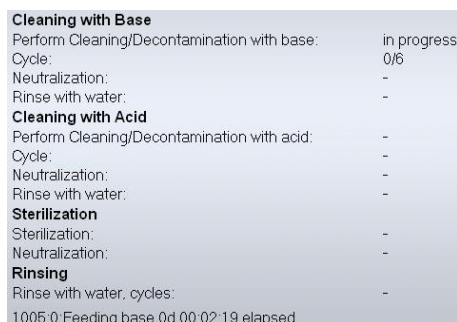 Cleaning with Base
Perform Cleaning/Decontamination with base: in progress
Cycle: 0/6
Neutralization: -
Rinse with water: -
Cleaning with Acid
Perform Cleaning/Decontamination with acid: -
Cycle: -
Neutralization: -
Rinse with water: -
Sterilization
Sterilization: -
Neutralization: -
Rinsing
Rinse with water, cycles: -
1005:0:Feeding base 0d 00:02:19 elapsed